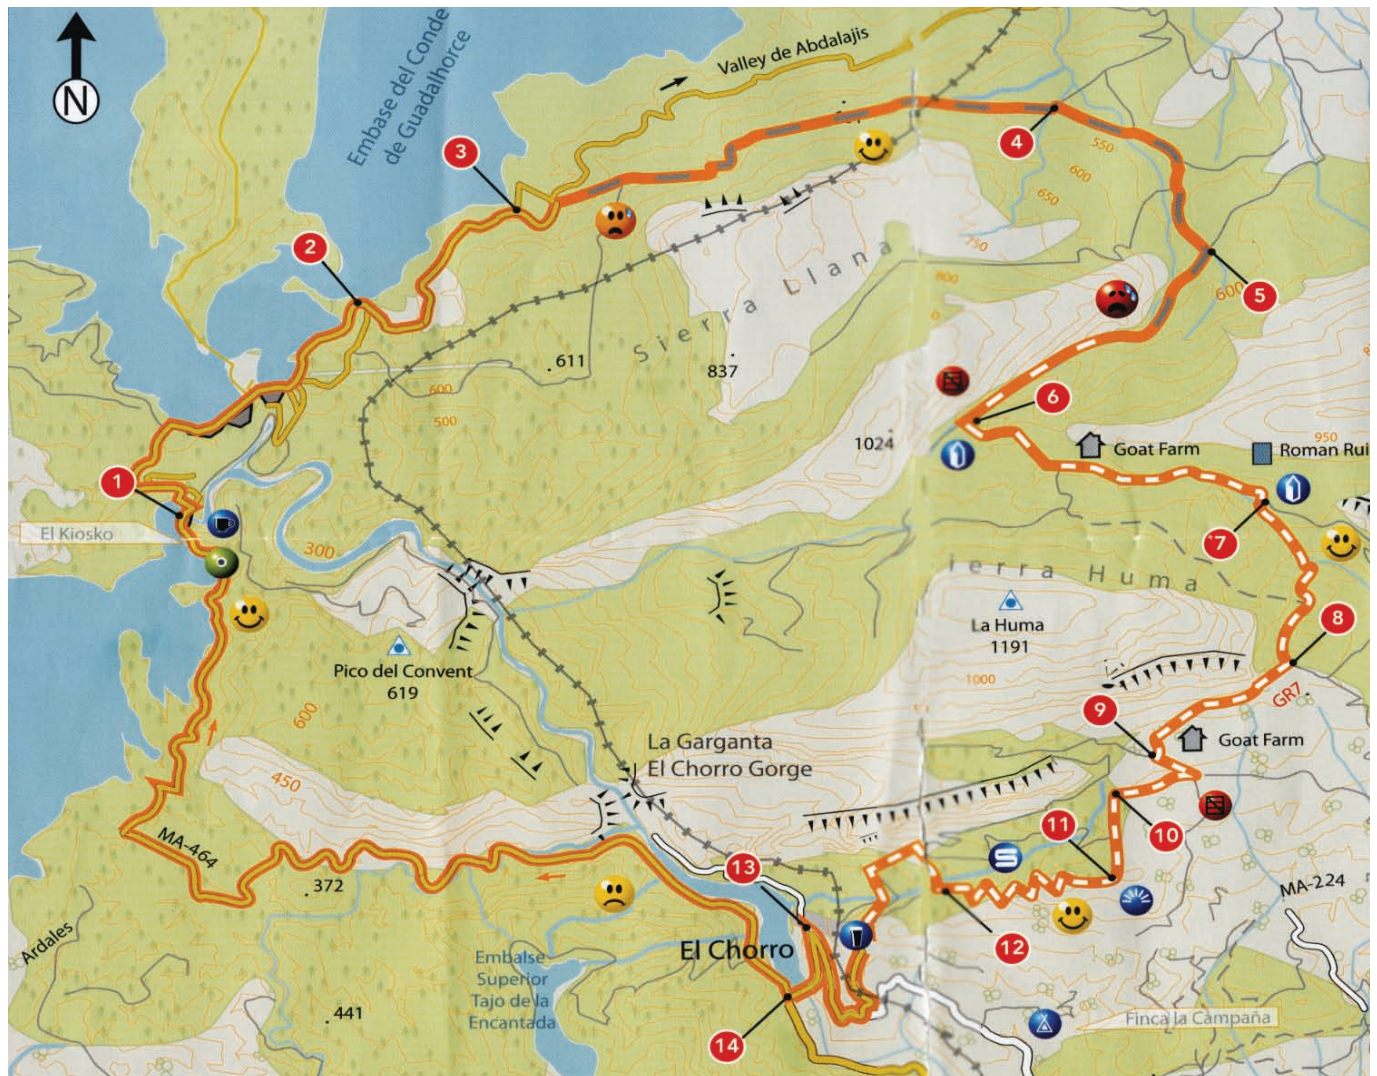 N
Embase del Conde
de Guadalhorce
Valley de Abdalajis
3
4
550
600
650
2
750
800
0
5
600
Sierra Llana
611
837
600
500
6
1024
Goat Farm
950
Roman Rui
1
El Kiosko
300
7
ierra Huma
La Huma
1191
8
Pico del Convent
619
1000
GR7
600
9
Goat Farm
La Garganta
El Chorro Gorge
450
MA-464
11
10
372
13
MA-224
Ardales
El Chorro
12
Embalse
Superior
Tajo de la
Encantada
441
Finca la Campaña
14